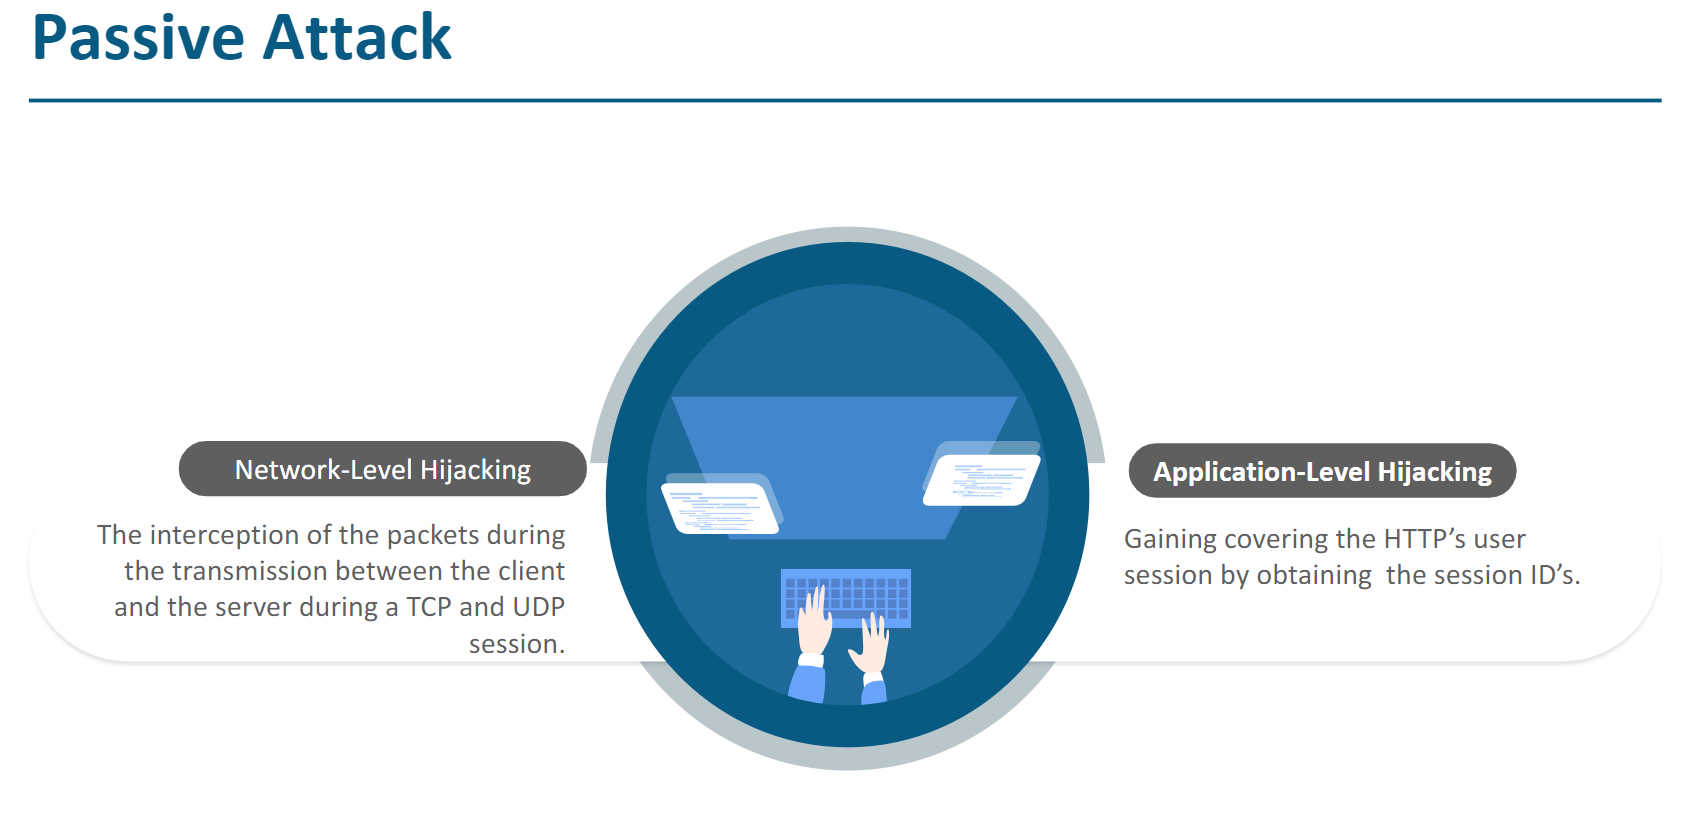 Passive Attack
Network-Level Hijacking
The interception of the packets during
the transmission between the client
and the server during a TCP and UDP
session.
Application-Level Hijacking
Gaining covering the HTTP’s user
session by obtaining  the session ID’s.